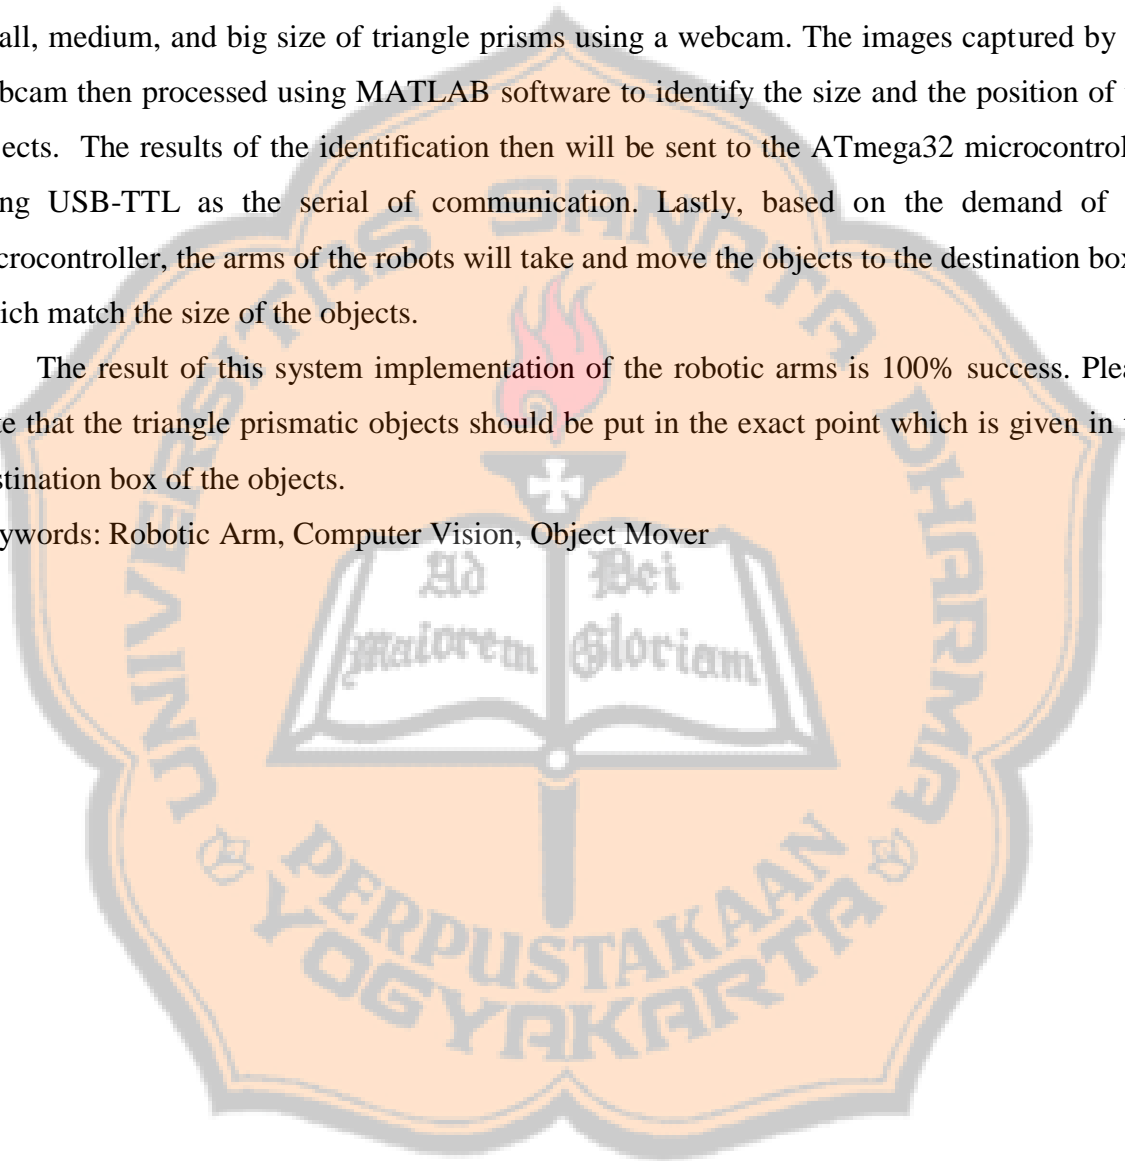 all, medium, and big size of triangle prisms using a webcam. The images captured by
bcam then processed using MATLAB software to identify the size and the position of
ects. The results of the identification then will be sent to the ATmega32 microcontrol
ng USB-TTL as the serial of communication. Lastly, based on the demand of
crocontroller, the arms of the robots will take and move the objects to the destination box
ich match the size of the objects.
The result of this system implementation of the robotic arms is 100% success. Plea
te that the triangle prismatic objects should be put in the exact point which is given in
stination box of the objects.
ywords: Robotic Arm, Computer Vision, Object Mover
UNIVERSITAS SANATA DHARMA
Ad
maiorem
Dei
Gloriam
PERPUSTAKAAN
YOGYAKARTA